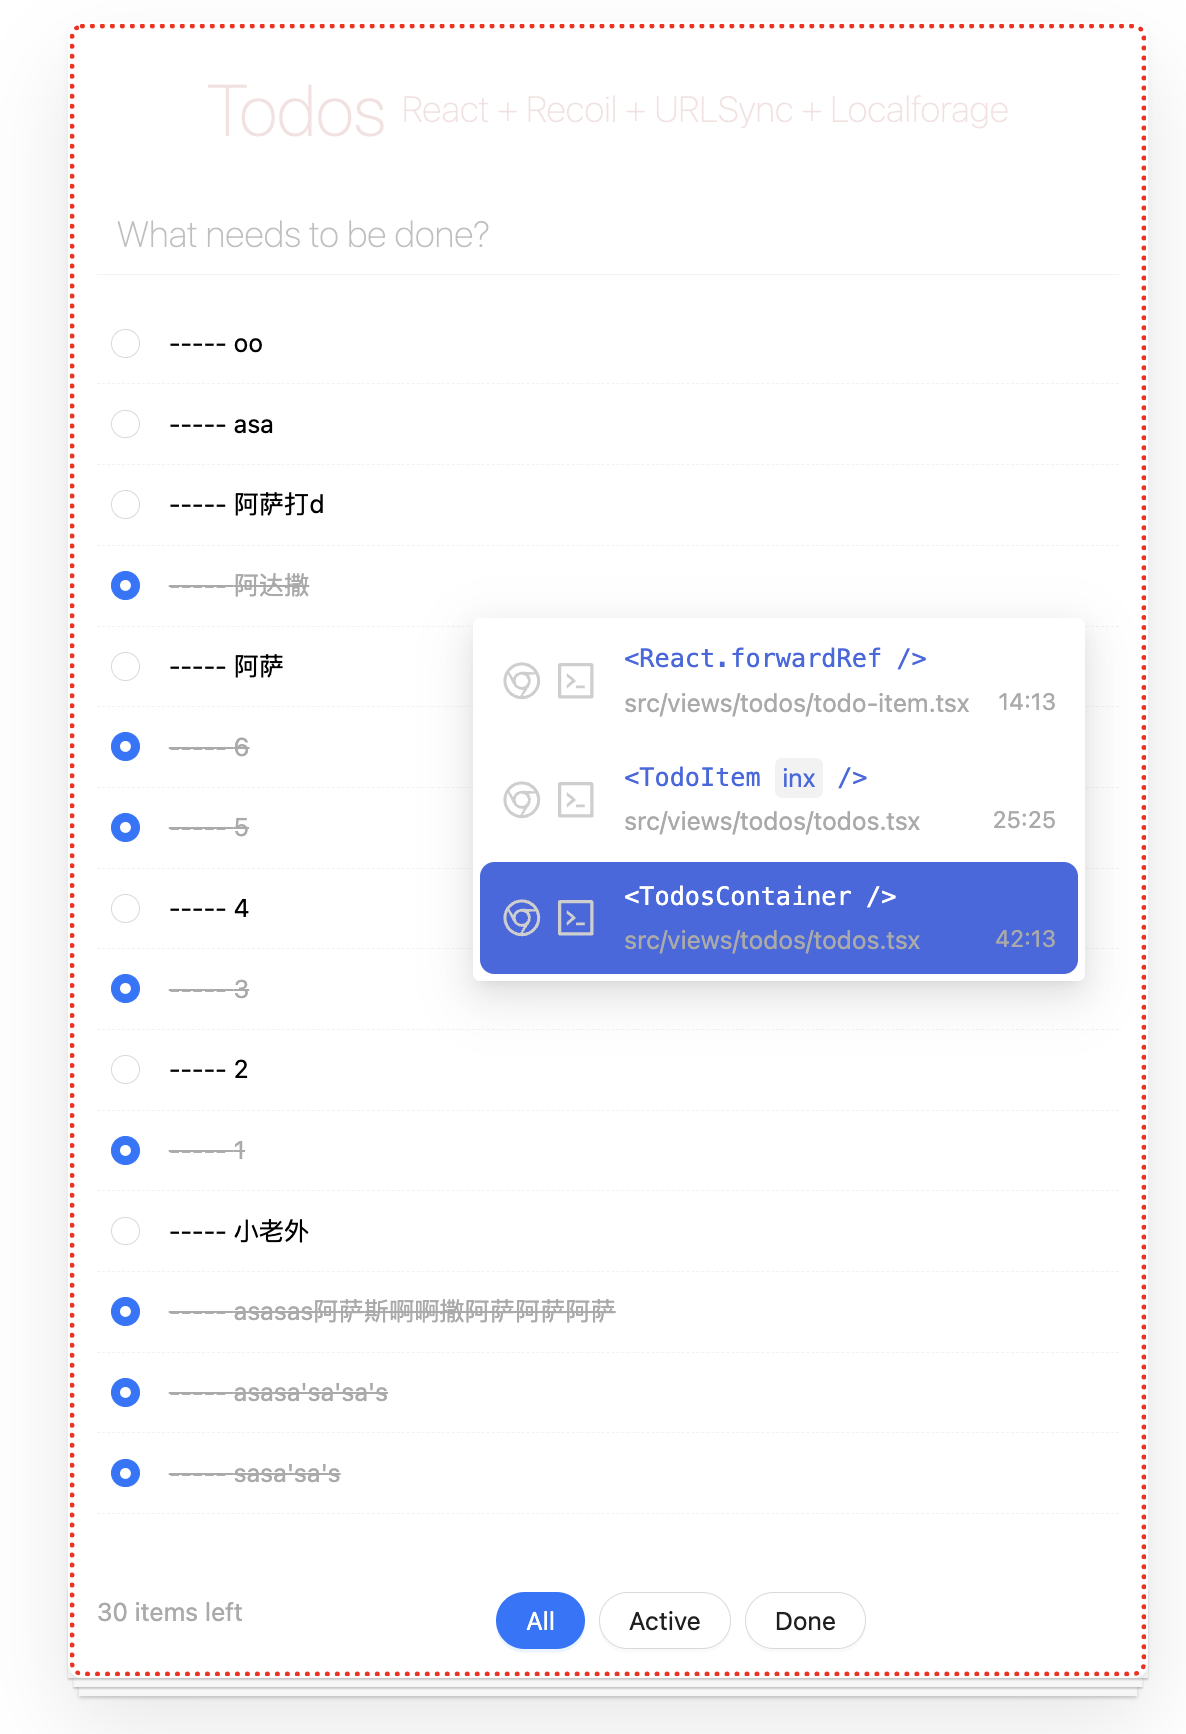 Todos React + Recoil + URLSync + Localforage
What needs to be done?
----- oo
----- asa
----- 阿萨打d
----- 阿达撒
----- 阿萨
----- 6
----- 5
----- 4
----- 3
----- 2
----- 1
----- 小老外
----- asasas阿萨斯啊啊撒阿萨阿萨阿萨
----- asasa'sa'sa's
----- sasa'sa's
<React.forwardRef />
src/views/todos/todo-item.tsx 14:13
<TodoItem inx />
src/views/todos/todos.tsx 25:25
<TodosContainer />
src/views/todos/todos.tsx 42:13
30 items left
All Active Done